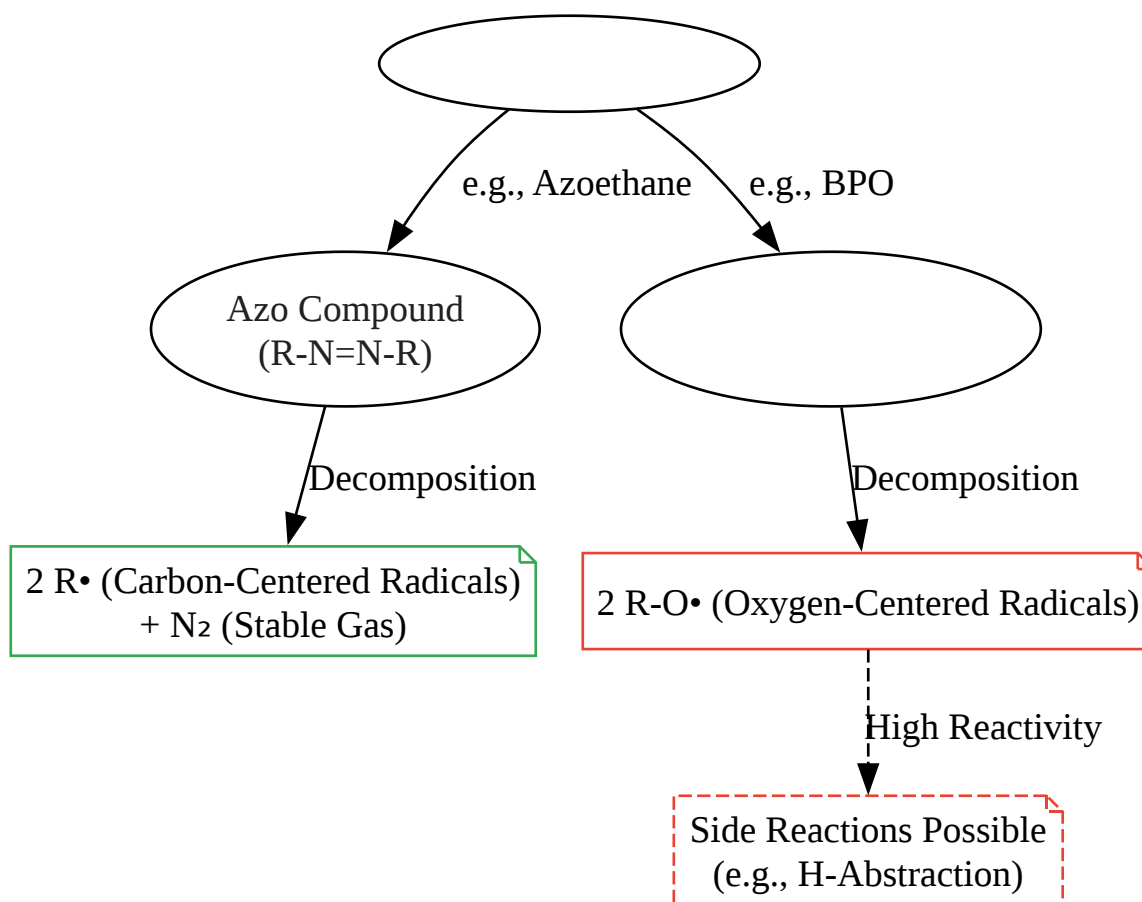 e.g., Azoethane
e.g., BPO
Azo Compound
(R-N=N-R)
Decomposition
Decomposition
2 R• (Carbon-Centered Radicals)
+ N₂ (Stable Gas)
2 R-O• (Oxygen-Centered Radicals)
High Reactivity
Side Reactions Possible
(e.g., H-Abstraction)